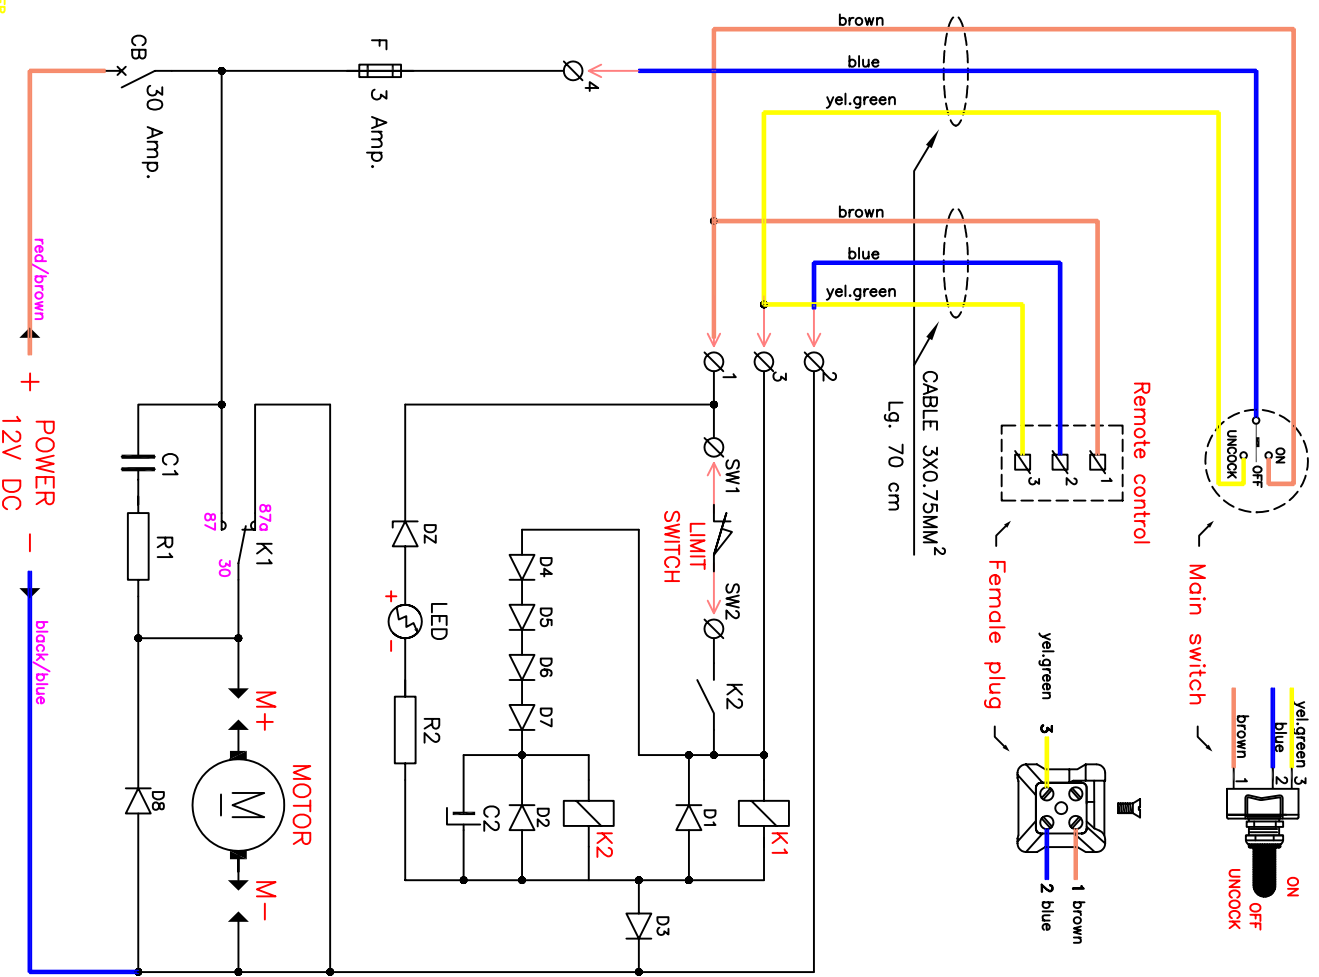 brown
blue
yel.green
brown
blue
yel.green
CB
30 Amp.
F
3 Amp.
4
1
3
2
CABLE 3X0.75MM²
Lg. 70 cm
Remote control
1
2
3
Female plug
ON
OFF
UNCOCK
Main switch
red/brown
+ POWER -
12V DC
black/blue
C1
R1
87
87a
30
K1
D8
M+
MOTOR
M
M-
DZ
+
LED
-
R2
D4
D5
D6
D7
C2
D2
K2
SW1
LIMIT
SWITCH
SW2
K2
D1
K1
D3
yel.green
3
2 blue
1 brown
yel.green
blue
brown
1
2
3
ON
OFF
UNCOCK